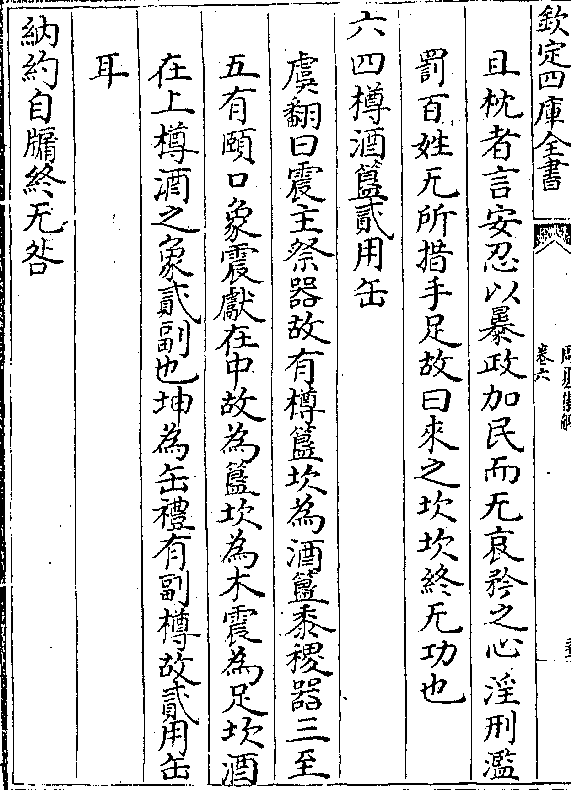 欽定四庫全書
卷六
且枕者言安忍以暴政加民而无哀矜之心淫刑濫
罰百姓无所措手足故曰來之坎坎終无功也
六四樽酒簋貳用缶
虞翻曰震主祭器故有樽簋坎為酒簋黍稷器三至
五有頤口象震獻在中故為簋坎為木震為足坎酒
在上樽酒之象貳副也坤為缶禮有副樽故貳用缶
耳
納約自牖終无咎